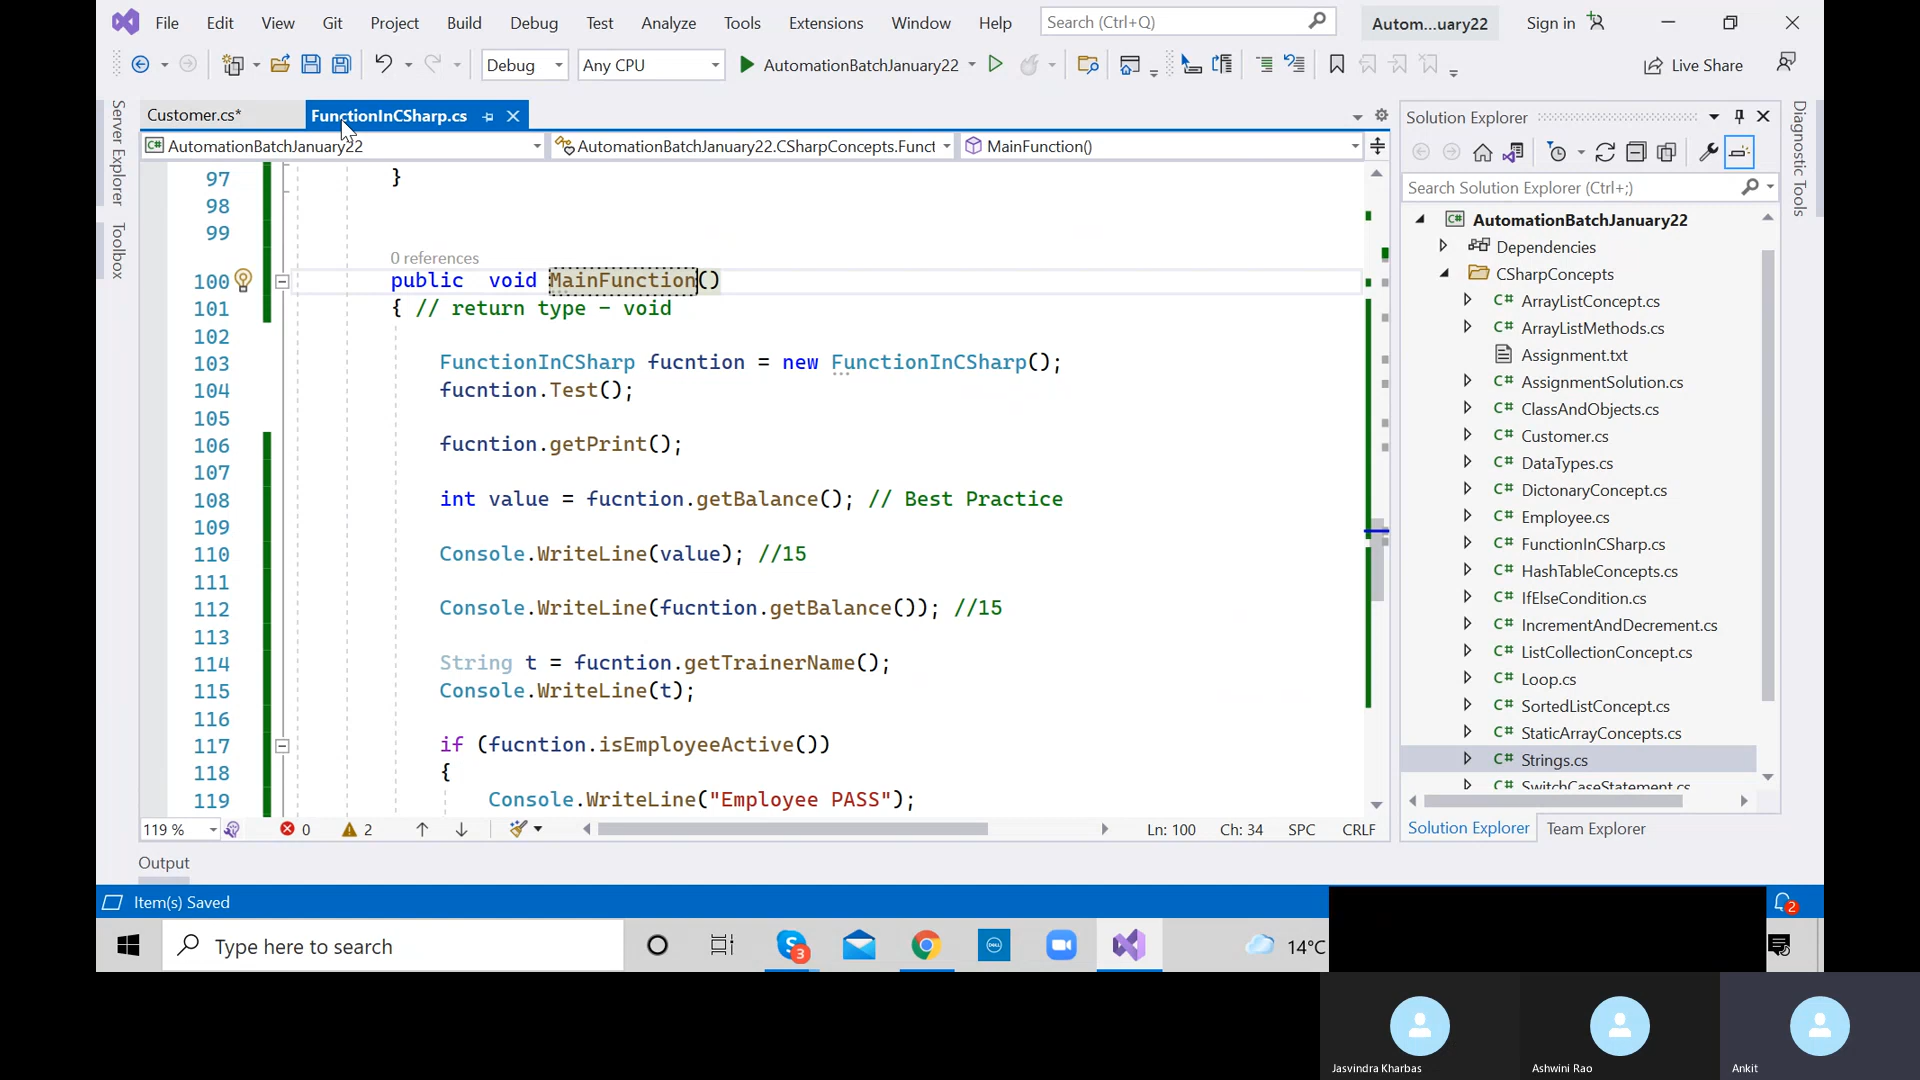 File Edit View Git Project Build Debug Test Analyze Tools Extensions Window Help Search (Ctrl+Q) Autom...uary22 Sign in
Debug Any CPU AutomationBatchJanuary22 Live Share
Server Explorer
Toolbox
Customer.cs* FunctionInCSharp.cs
AutomationBatchJanuary22 AutomationBatchJanuary22.CSharpConcepts.Funct MainFunction()
97 }
98
99
0 references
100 public  void MainFunction()
101 { // return type - void
102
103 FunctionInCSharp fucntion = new FunctionInCSharp();
104 fucntion.Test();
105
106 fucntion.getPrint();
107
108 int value = fucntion.getBalance(); // Best Practice
109
110 Console.WriteLine(value); //15
111
112 Console.WriteLine(fucntion.getBalance()); //15
113
114 String t = fucntion.getTrainerName();
115 Console.WriteLine(t);
116
117 if (fucntion.isEmployeeActive())
118 {
119 Console.WriteLine("Employee PASS");
119 % 0 2 Ln: 100 Ch: 34 SPC CRLF
Solution Explorer
Search Solution Explorer (Ctrl+;)
C# AutomationBatchJanuary22
Dependencies
CSharpConcepts
C# ArrayListConcept.cs
C# ArrayListMethods.cs
Assignment.txt
C# AssignmentSolution.cs
C# ClassAndObjects.cs
C# Customer.cs
C# DataTypes.cs
C# DictonaryConcept.cs
C# Employee.cs
C# FunctionInCSharp.cs
C# HashTableConcepts.cs
C# IfElseCondition.cs
C# IncrementAndDecrement.cs
C# ListCollectionConcept.cs
C# Loop.cs
C# SortedListConcept.cs
C# StaticArrayConcepts.cs
C# Strings.cs
C# SwitchCaseStatement.cs
Solution Explorer Team Explorer
Diagnostic Tools
Output
Item(s) Saved 2
Type here to search 3 DELL 14°C
Jasvindra Kharbas Ashwini Rao Ankit